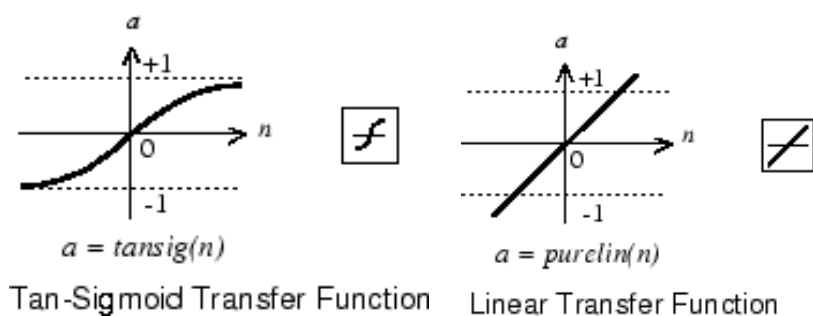 a
+1
n
0
-1
a = tansig(n)
Tan-Sigmoid Transfer Function
a
+1
n
0
-1
a = purelin(n)
Linear Transfer Function